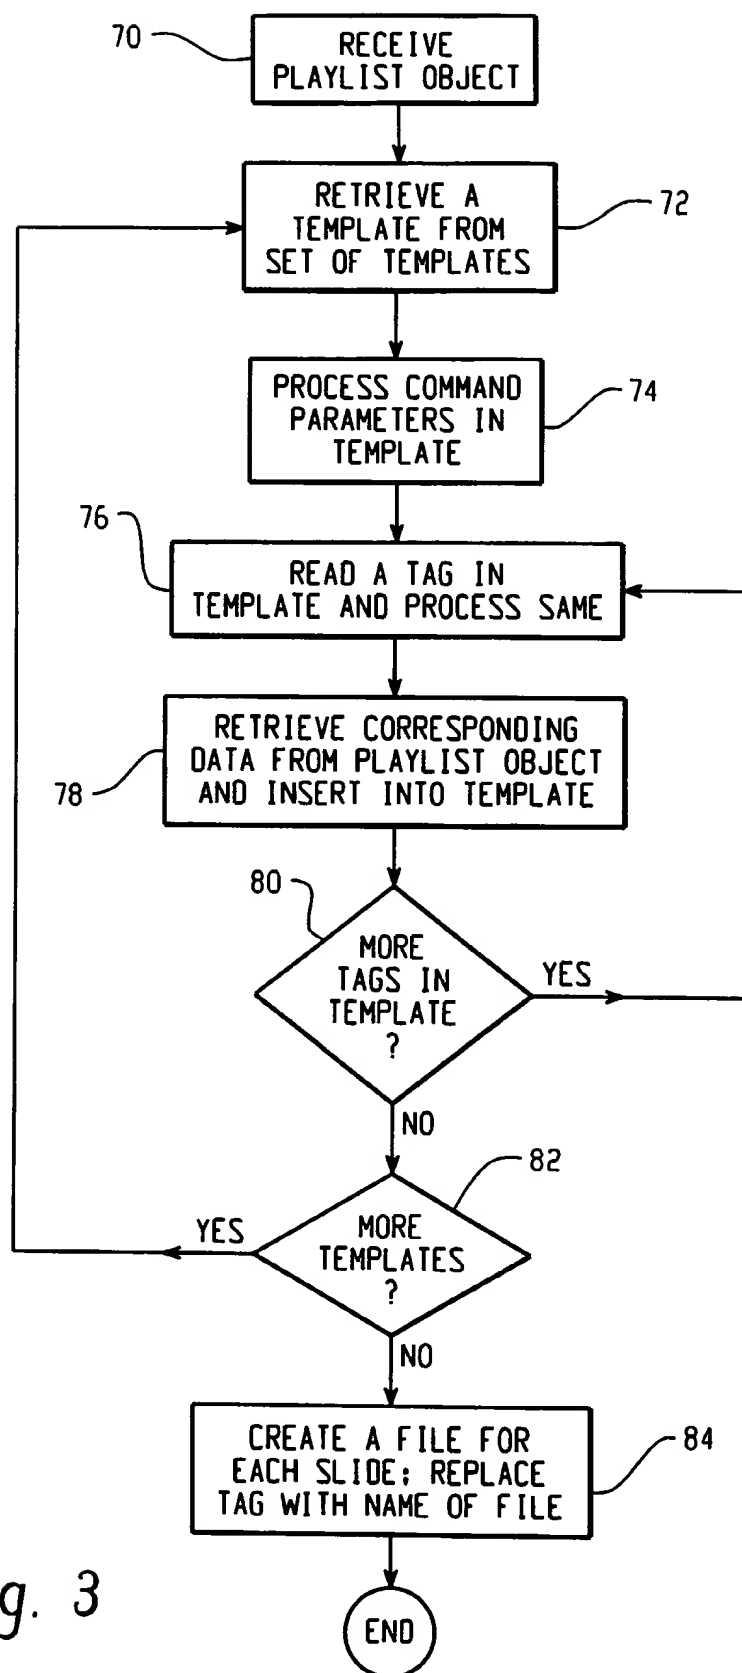 70
RECEIVE
PLAYLIST OBJECT
RETRIEVE A
TEMPLATE FROM
SET OF TEMPLATES
72
PROCESS COMMAND
PARAMETERS IN
TEMPLATE
74
76
READ A TAG IN
TEMPLATE AND PROCESS SAME
RETRIEVE CORRESPONDING
DATA FROM PLAYLIST OBJECT
AND INSERT INTO TEMPLATE
78
80
MORE
TAGS IN
TEMPLATE
?
YES
NO
82
YES
MORE
TEMPLATES
?
NO
CREATE A FILE FOR
EACH SLIDE; REPLACE
TAG WITH NAME OF FILE
84
g. 3
END